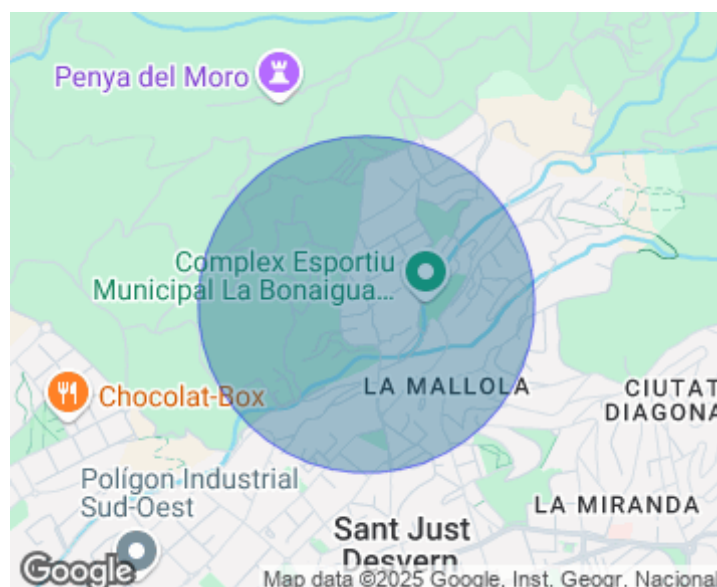 Penya del Moro
Complex Esportiu
Municipal La Bonaigua...
LA MALLOLA
Chocolat-Box
CIUTAT
DIAGONA
Polígon Industrial
Sud-Oest
LA MIRANDA
Sant Just
Desvern
Google
Map data ©2025 Google, Inst. Geogr. Nacional